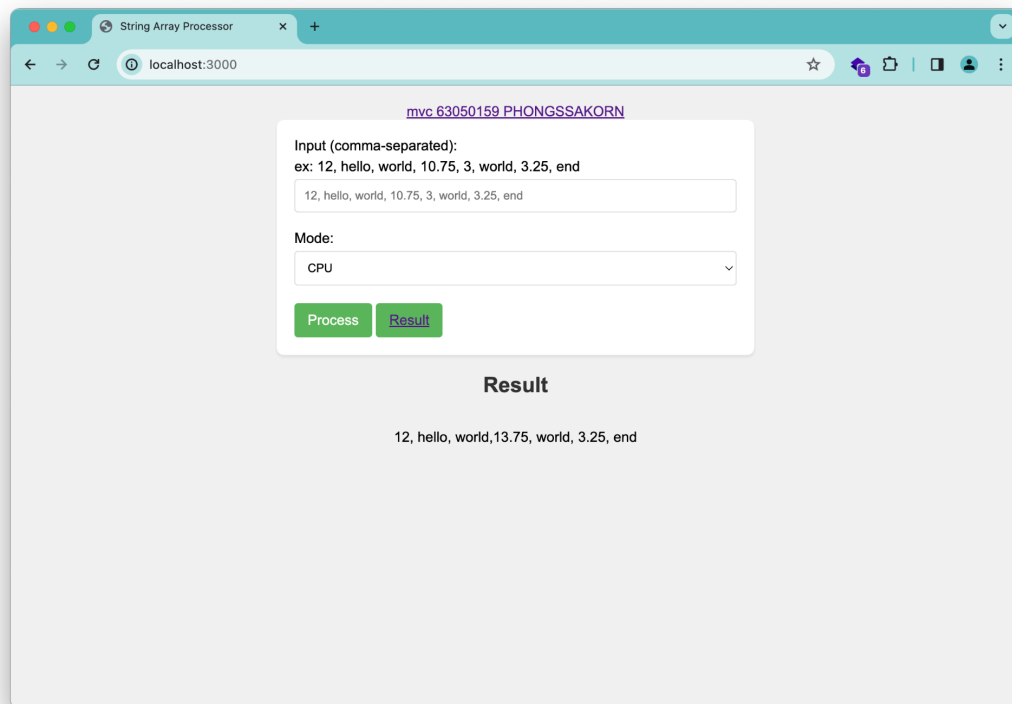 String Array Processor
localhost:3000
6
mvc 63050159 PHONGSSAKORN
Input (comma-separated):
ex: 12, hello, world, 10.75, 3, world, 3.25, end
12, hello, world, 10.75, 3, world, 3.25, end
Mode:
CPU
Process Result
Result
12, hello, world,13.75, world, 3.25, end